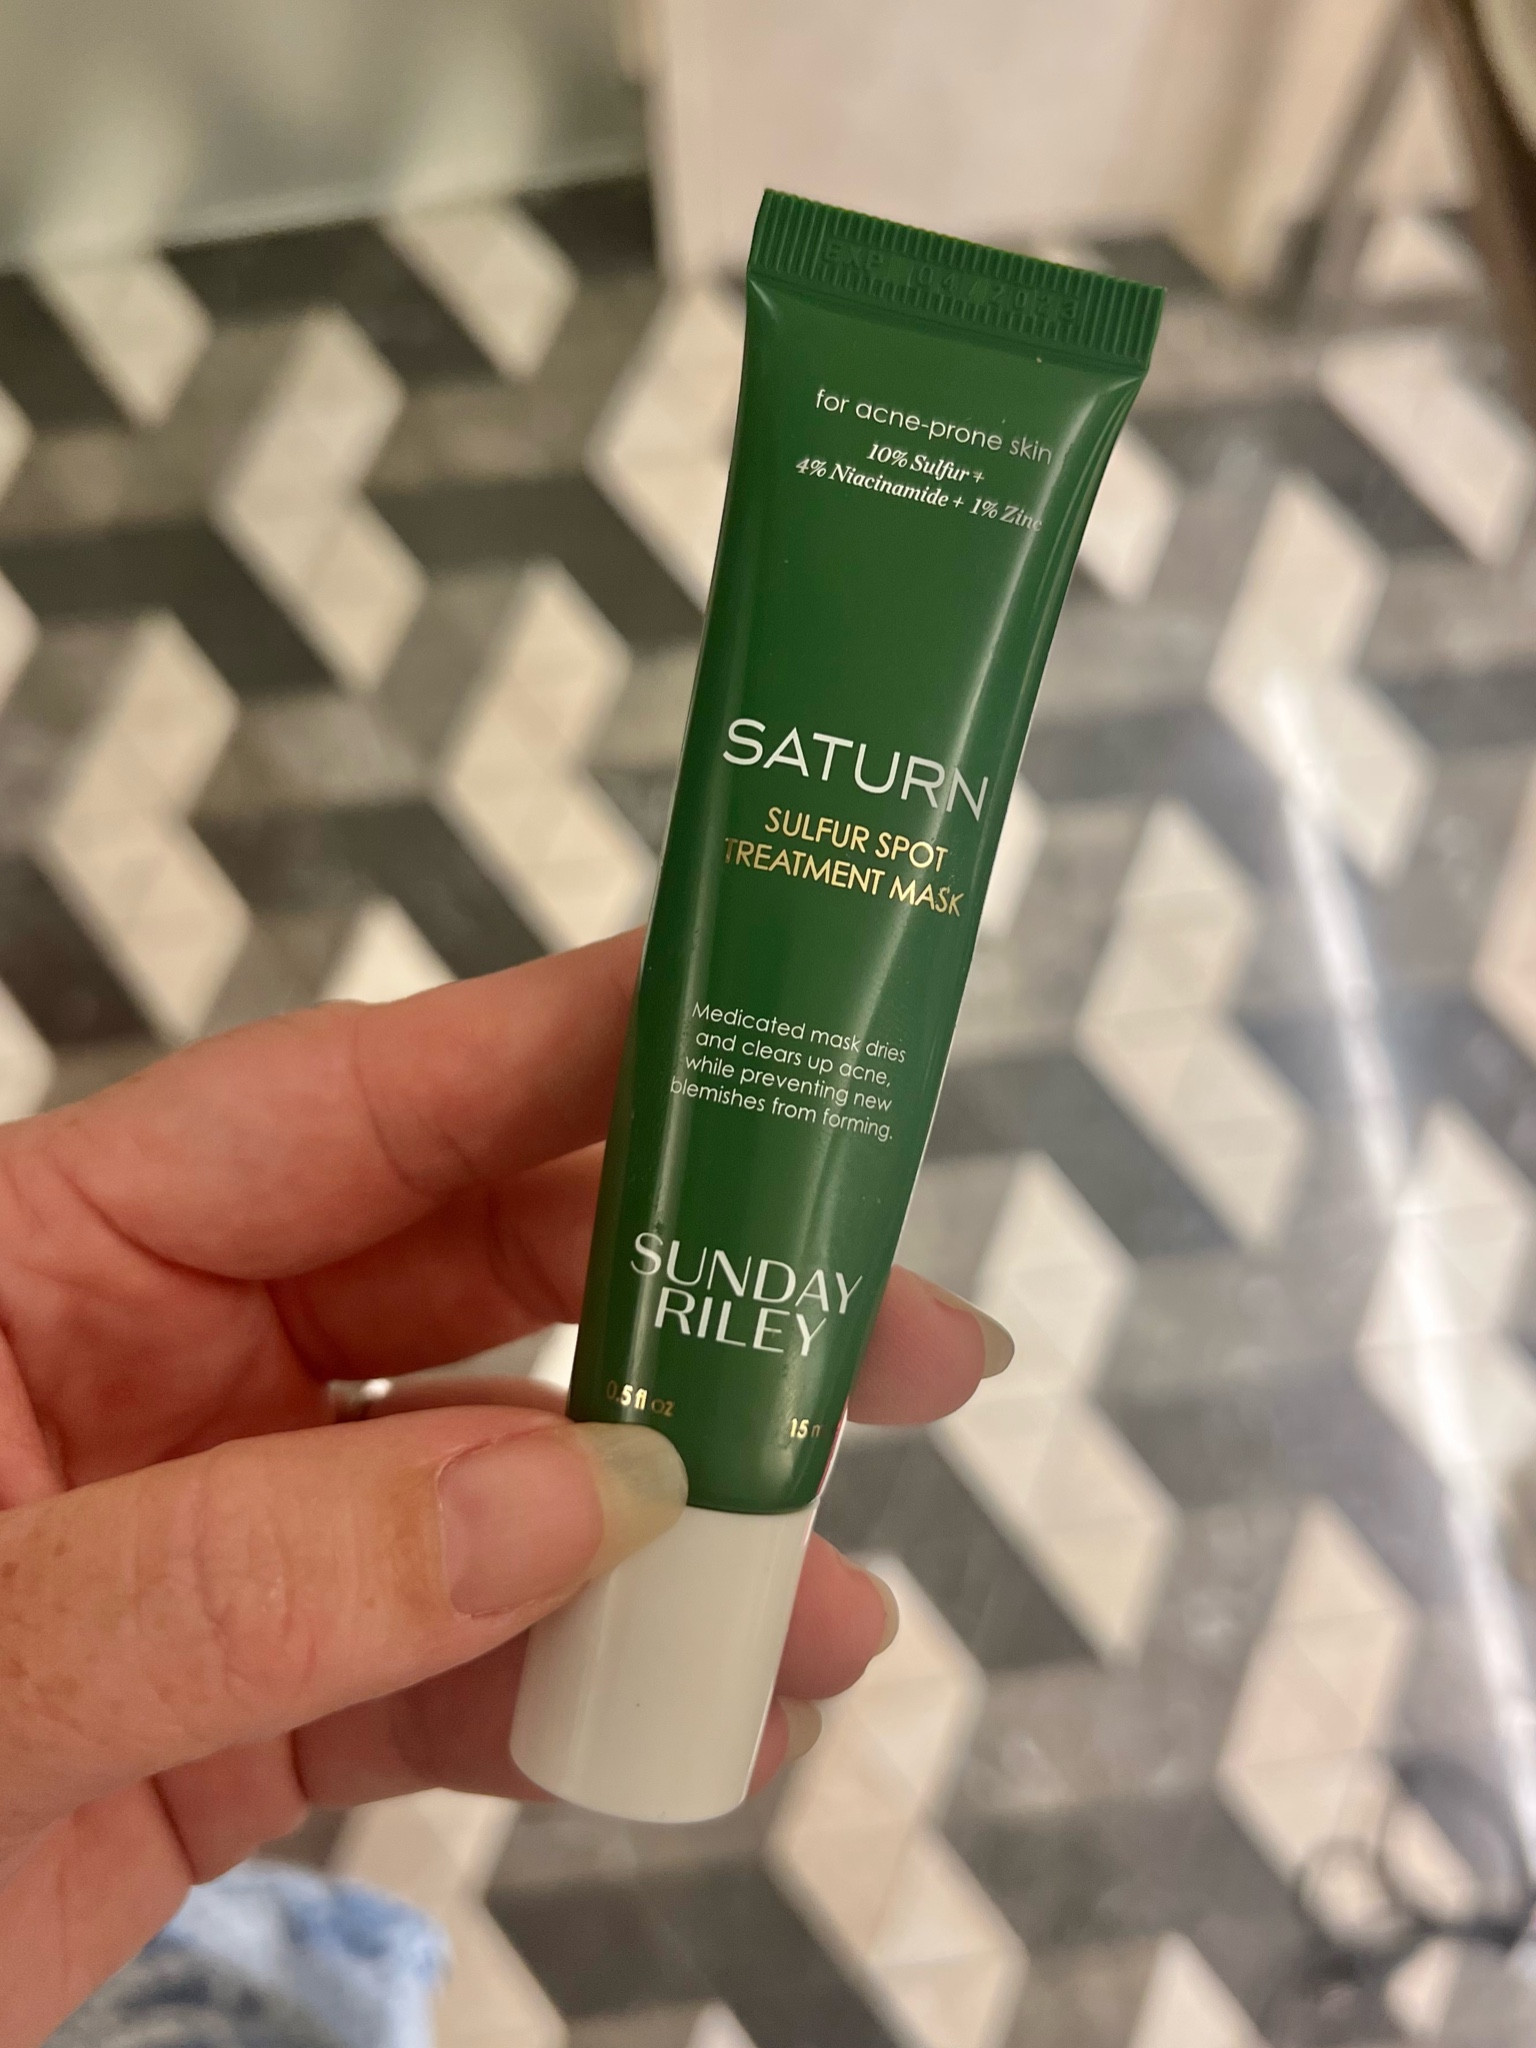 EXP 04/2023
for acne-prone skin
10% Sulfur +
4% Niacinamide + 1% Zinc
SATURN
SULFUR SPOT
TREATMENT MASK
Medicated mask dries
and clears up acne,
while preventing new
blemishes from forming.
SUNDAY
RILEY
0.5 fl oz 15 m